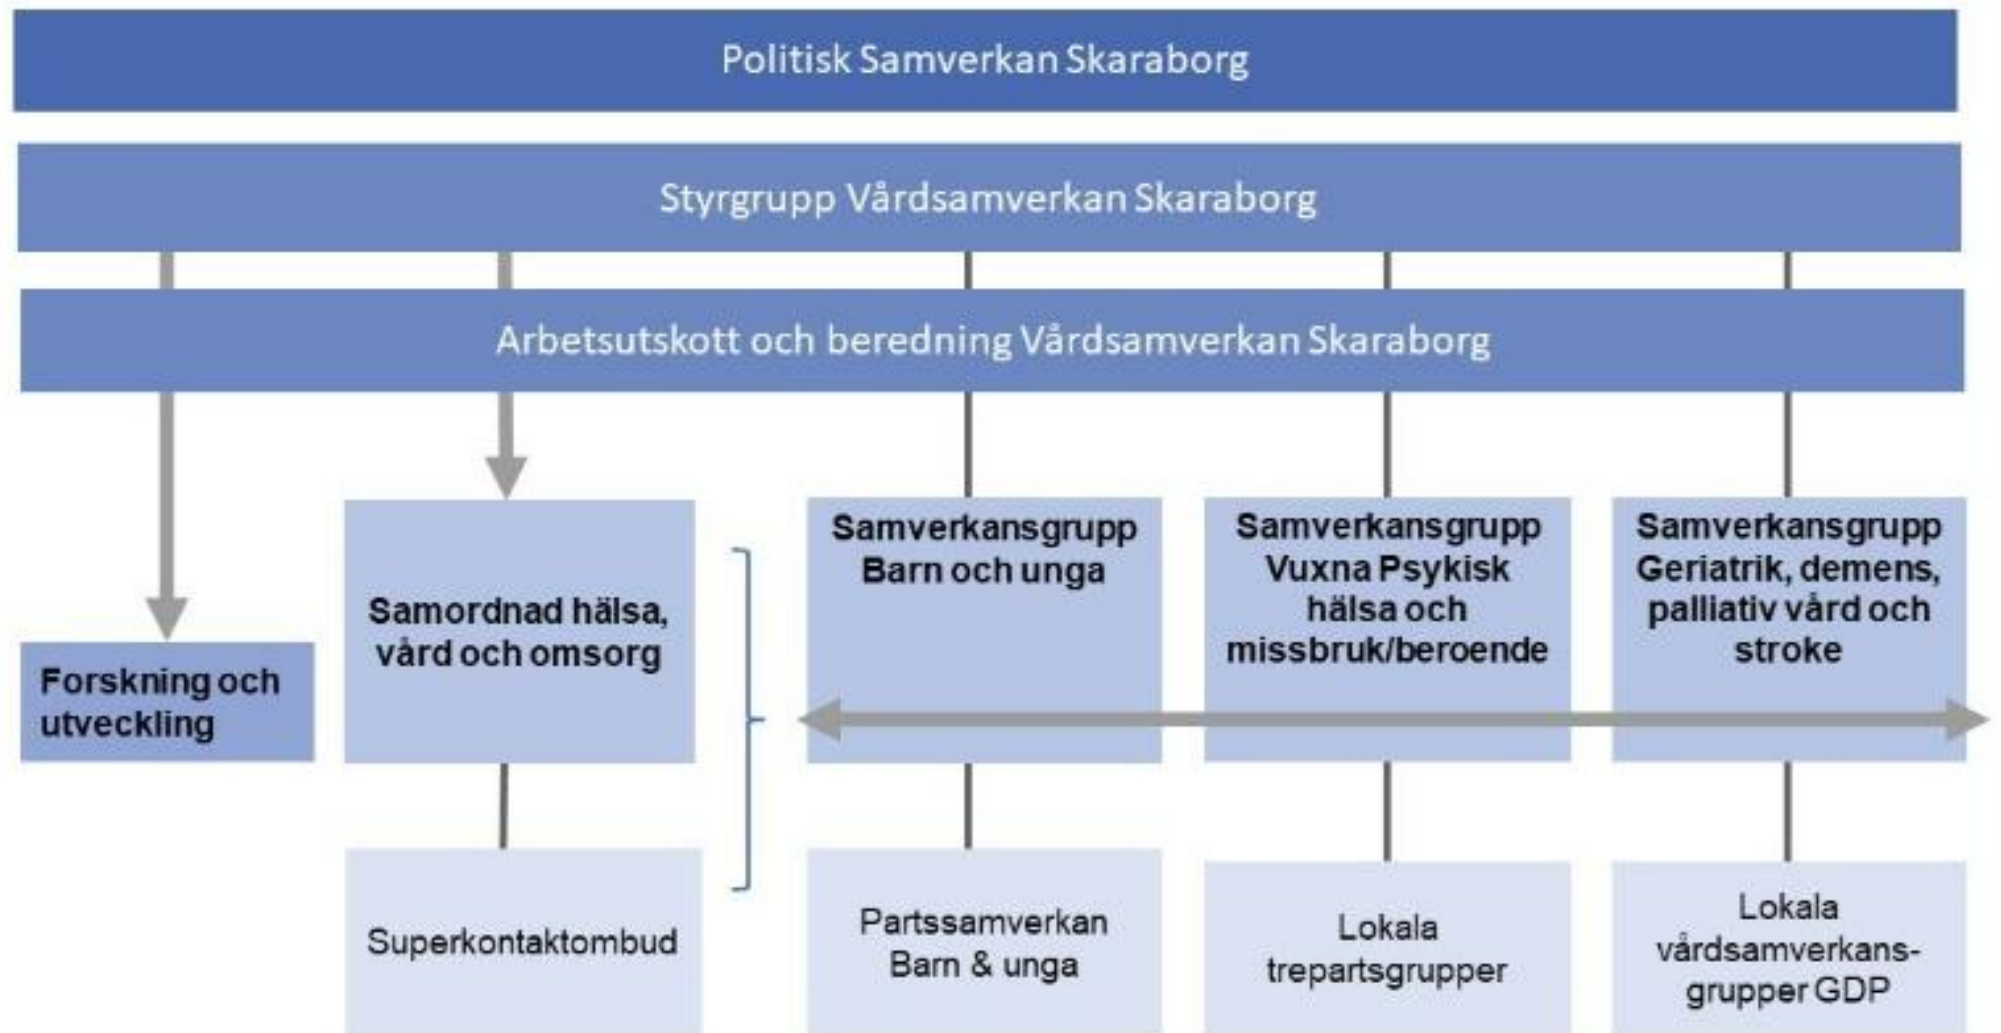 Politisk Samverkan Skaraborg
Styrgrupp Vårdsamverkan Skaraborg
Arbetsutskott och beredning Vårdsamverkan Skaraborg
Forskning och
utveckling
Samordnad hälsa,
vård och omsorg
Samverkansgrupp
Barn och unga
Samverkansgrupp
Vuxna Psykisk
hälsa och
missbruk/beroende
Samverkansgrupp
Geriatrik, demens,
palliativ vård och
stroke
Superkontaktombud
Partssamverkan
Barn & unga
Lokala
trepartsgrupper
Lokala
vårdsamverkans-
grupper GDP